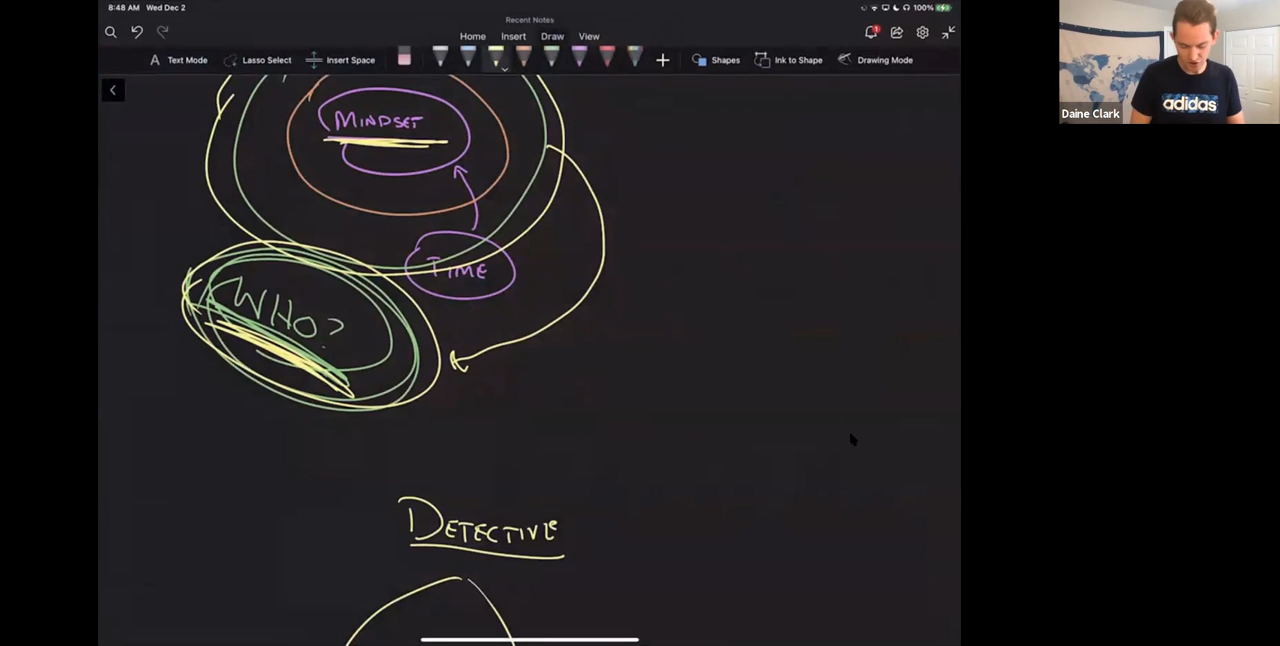 8:48 AM Wed Dec 2
100%
Recent Notes
Home Insert Draw View
1
Text Mode Lasso Select Insert Space Shapes Ink to Shape Drawing Mode
MINDSET
TIME
WHO?
DETECTIVE
adidas
Daine Clark